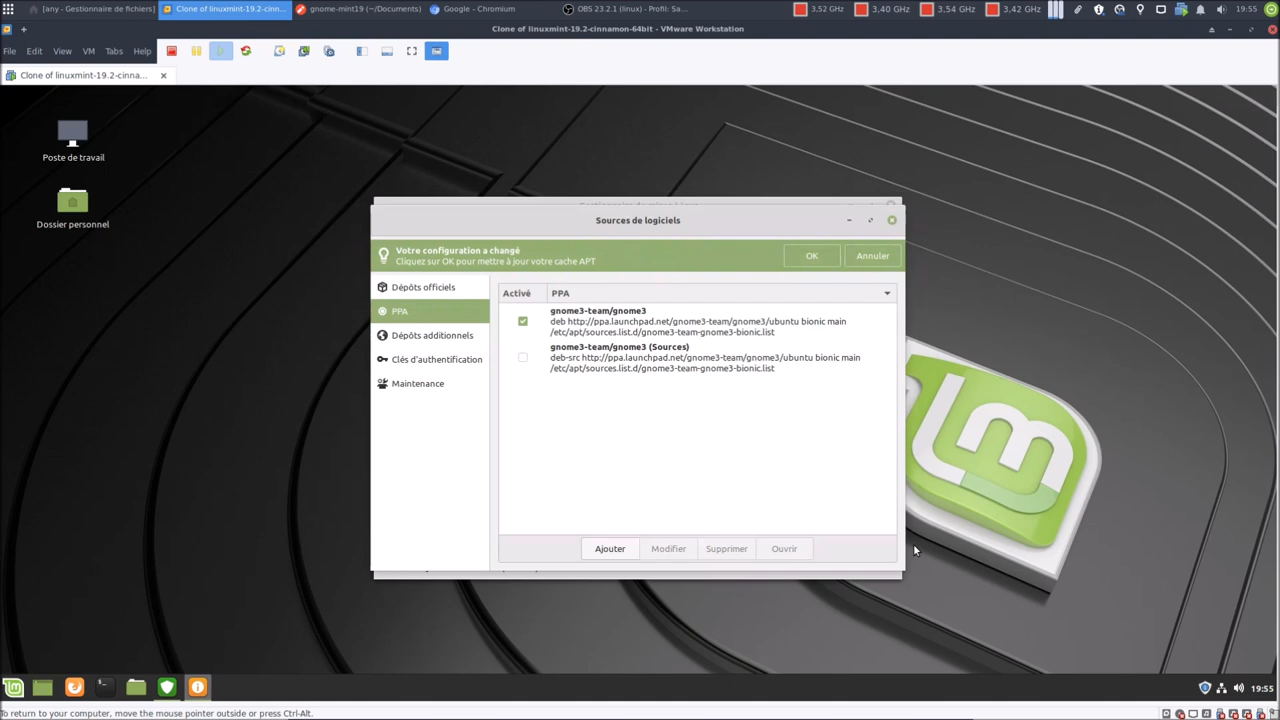 [any - Gestionnaire de fichiers]
Clone of linuxmint-19.2-cinn...
gnome-mint19 (~/Documents)
Google - Chromium
OBS 23.2.1 (linux) - Profil: Sa...
3,52 GHz
3,40 GHz
3,54 GHz
3,42 GHz
19:55
Clone of linuxmint-19.2-cinnamon-64bit - VMware Workstation
File Edit View VM Tabs Help
Clone of linuxmint-19.2-cinna...
Poste de travail
Dossier personnel
Sources de logiciels
Votre configuration a changé
Cliquez sur OK pour mettre à jour votre cache APT
OK
Annuler
Dépôts officiels
PPA
Dépôts additionnels
Clés d'authentification
Maintenance
Activé PPA
gnome3-team/gnome3
deb http://ppa.launchpad.net/gnome3-team/gnome3/ubuntu bionic main
/etc/apt/sources.list.d/gnome3-team-gnome3-bionic.list
gnome3-team/gnome3 (Sources)
deb-src http://ppa.launchpad.net/gnome3-team/gnome3/ubuntu bionic main
/etc/apt/sources.list.d/gnome3-team-gnome3-bionic.list
Ajouter
Modifier
Supprimer
Ouvrir
lm
19:55
To return to your computer, move the mouse pointer outside or press Ctrl-Alt.